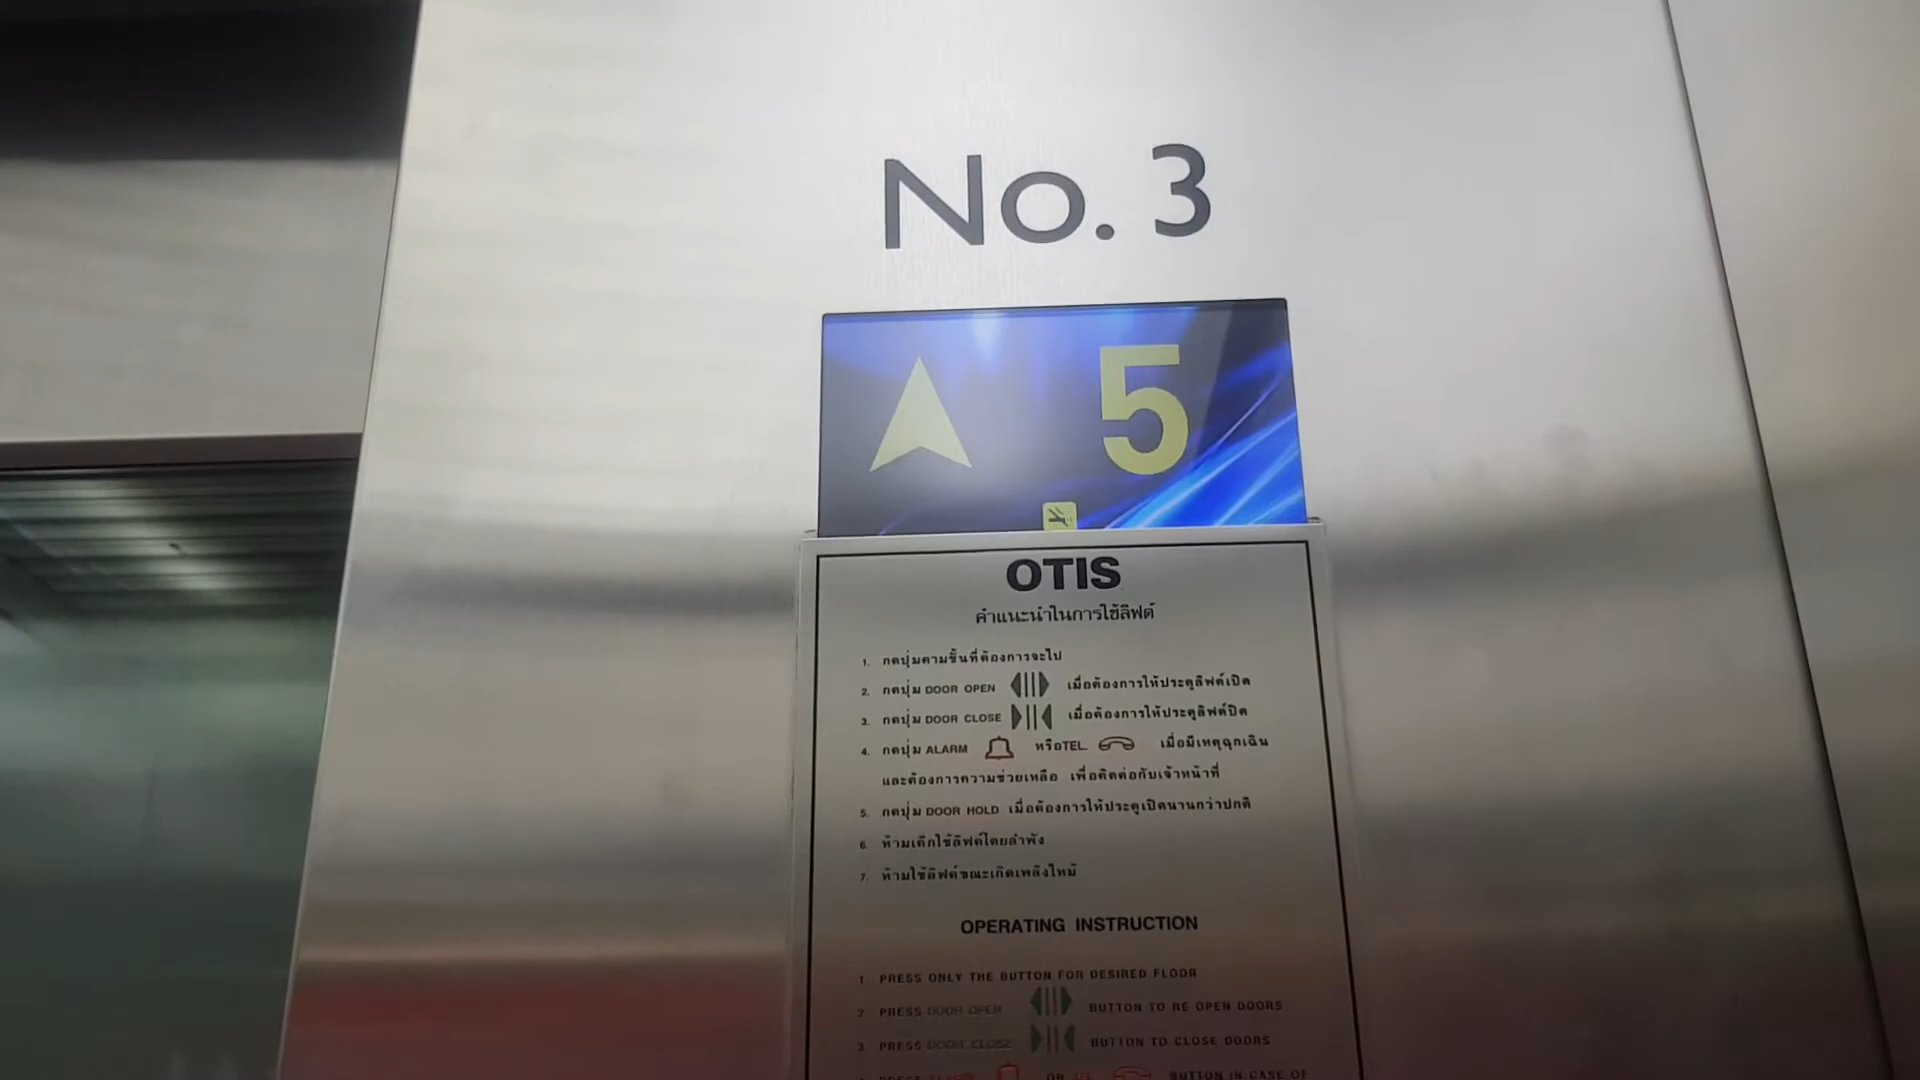 No. 3
5
OTIS
คำแนะนำในการใช้ลิฟต์
1. กดปุ่มตามชั้นที่ต้องการจะไป
2. กดปุ่ม DOOR OPEN เมื่อต้องการให้ประตูลิฟต์เปิด
3. กดปุ่ม DOOR CLOSE เมื่อต้องการให้ประตูลิฟต์ปิด
4. กดปุ่ม ALARM หรือTEL. เมื่อมีเหตุฉุกเฉิน
และต้องการความช่วยเหลือ เพื่อติดต่อกับเจ้าหน้าที่
5. กดปุ่ม DOOR HOLD เมื่อต้องการให้ประตูเปิดนานกว่าปกติ
6. ห้ามเด็กใช้ลิฟต์โดยลำพัง
7. ห้ามใช้ลิฟต์ขณะเกิดเพลิงไหม้
OPERATING INSTRUCTION
1 PRESS ONLY THE BUTTON FOR DESIRED FLOOR
2. PRESS DOOR OPEN BUTTON TO RE OPEN DOORS
3. PRESS DOOR CLOSE BUTTON TO CLOSE DOORS
PRESS ALARM OR TEL BUTTON IN CASE OF